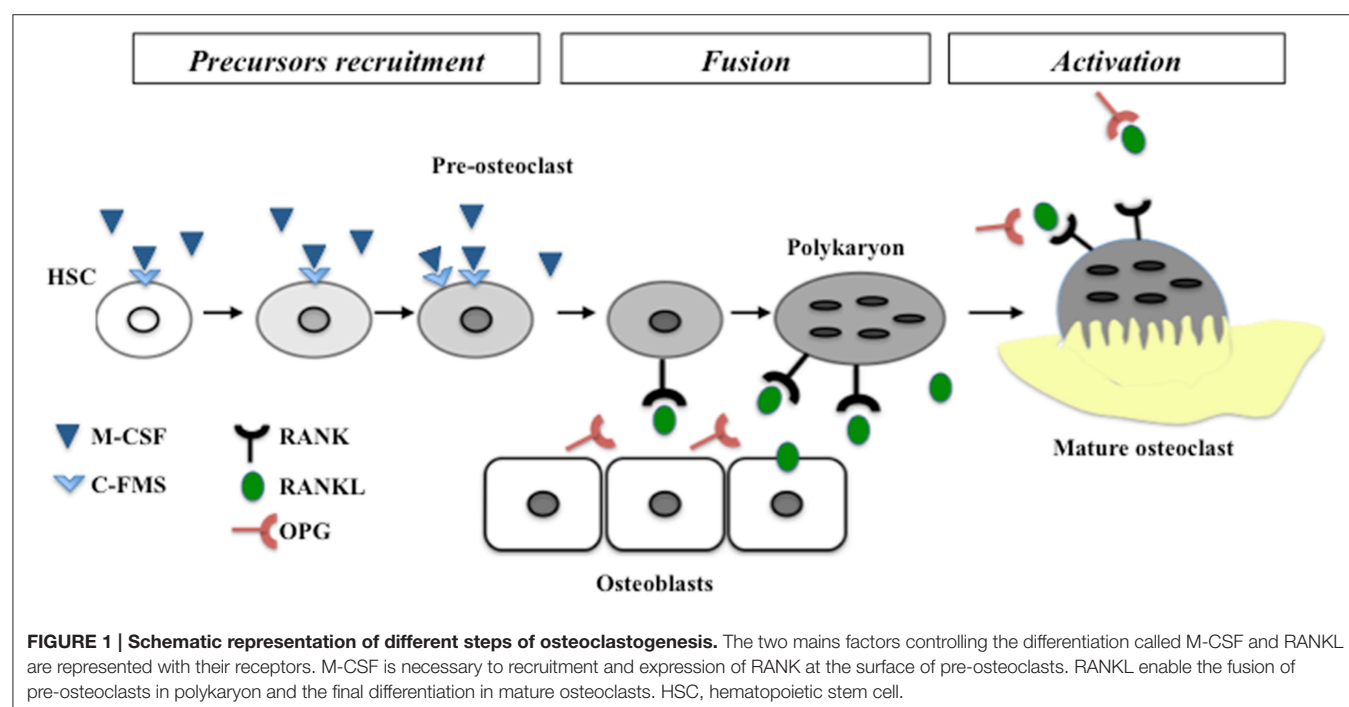 Precursors recruitment
Fusion
Activation
Pre-osteoclast
HSC
Polykaryon
Mature osteoclast
M-CSF
C-FMS
RANK
RANKL
OPG
Osteoblasts
FIGURE 1 | Schematic representation of different steps of osteoclastogenesis. The two mains factors controlling the differentiation called M-CSF and RANKL
are represented with their receptors. M-CSF is necessary to recruitment and expression of RANK at the surface of pre-osteoclasts. RANKL enable the fusion of
pre-osteoclasts in polykaryon and the final differentiation in mature osteoclasts. HSC, hematopoietic stem cell.